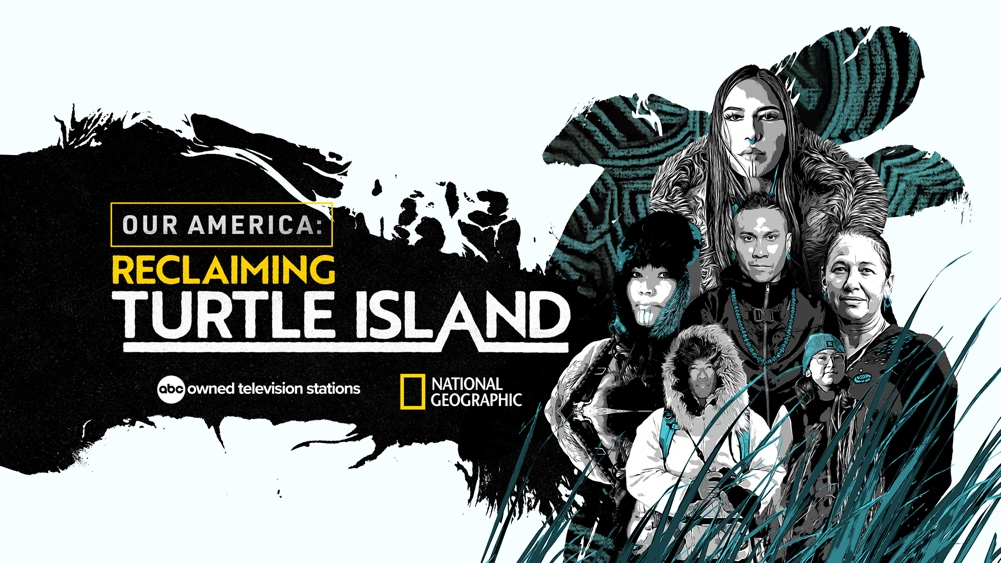 OUR AMERICA:
RECLAIMING
TURTLE ISLAND
abc owned television stations
NATIONAL
GEOGRAPHIC